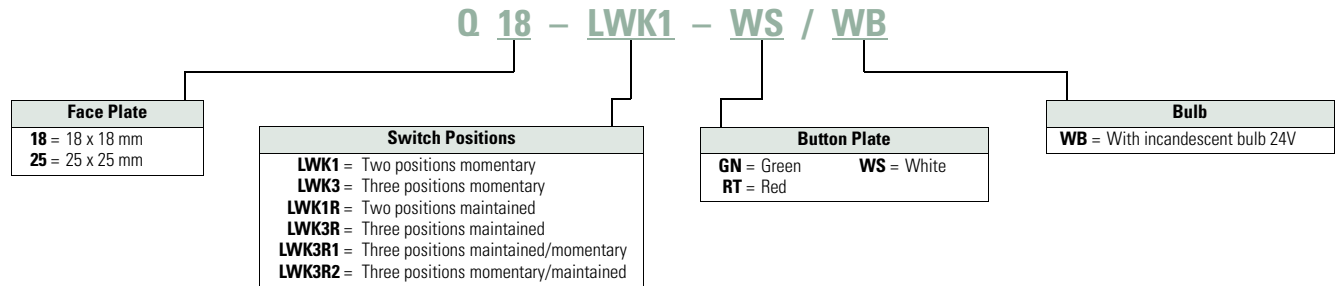 Q 18 – LWK1 – WS / WB
Face Plate
18 = 18 x 18 mm
25 = 25 x 25 mm
Switch Positions
LWK1 = Two positions momentary
LWK3 = Three positions momentary
LWK1R = Two positions maintained
LWK3R = Three positions maintained
LWK3R1 = Three positions maintained/momentary
LWK3R2 = Three positions momentary/maintained
Button Plate
GN = Green WS = White
RT = Red
Bulb
WB = With incandescent bulb 24V